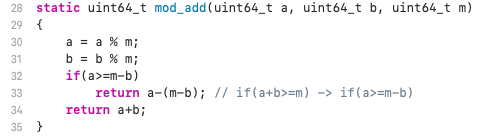 28 static uint64_t mod_add(uint64_t a, uint64_t b, uint64_t m)
29 {
30     a = a % m;
31     b = b % m;
32     if(a>=m-b)
33         return a-(m-b); // if(a+b>=m) -> if(a>=m-b)
34     return a+b;
35 }